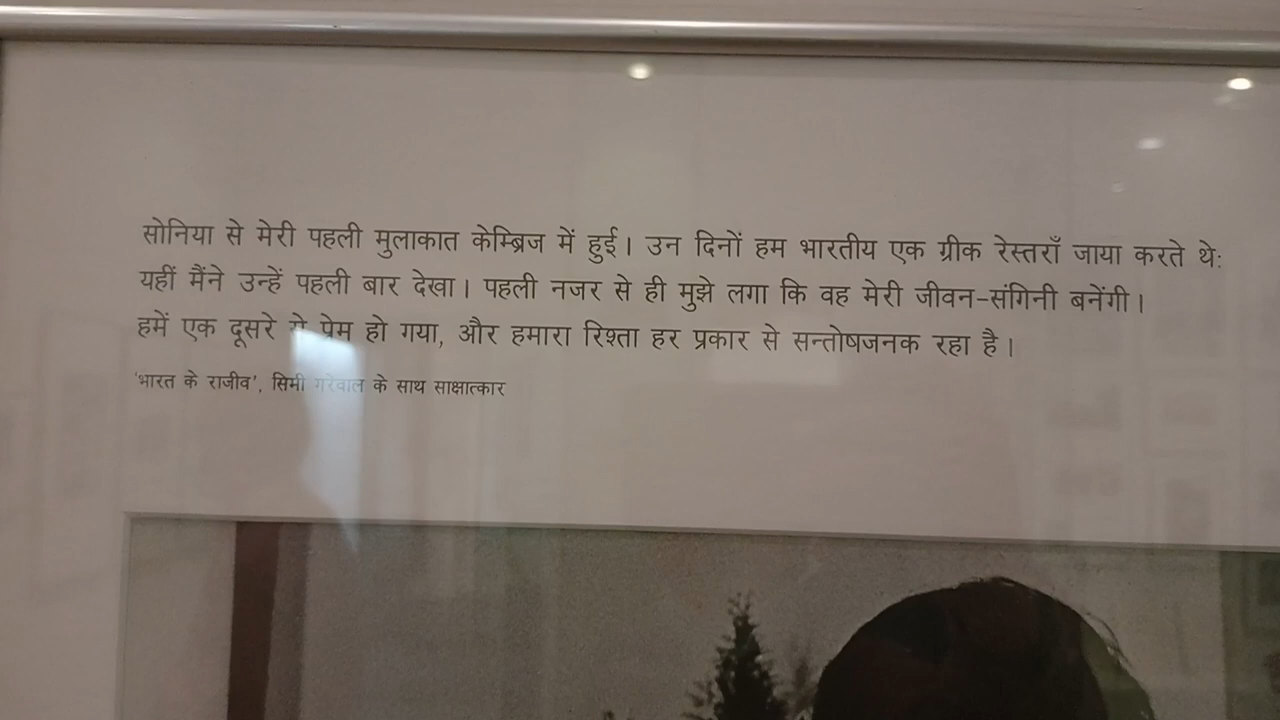 सोनिया से मेरी पहली मुलाकात केम्ब्रिज में हुई। उन दिनों हम भारतीय एक ग्रीक रेस्तराँ जाया करते थे:
यहीं मैंने उन्हें पहली बार देखा। पहली नजर से ही मुझे लगा कि वह मेरी जीवन-संगिनी बनेंगी।
हमें एक दूसरे से प्रेम हो गया, और हमारा रिश्ता हर प्रकार से सन्तोषजनक रहा है।
'भारत के राजीव', सिमी गरेवाल के साथ साक्षात्कार